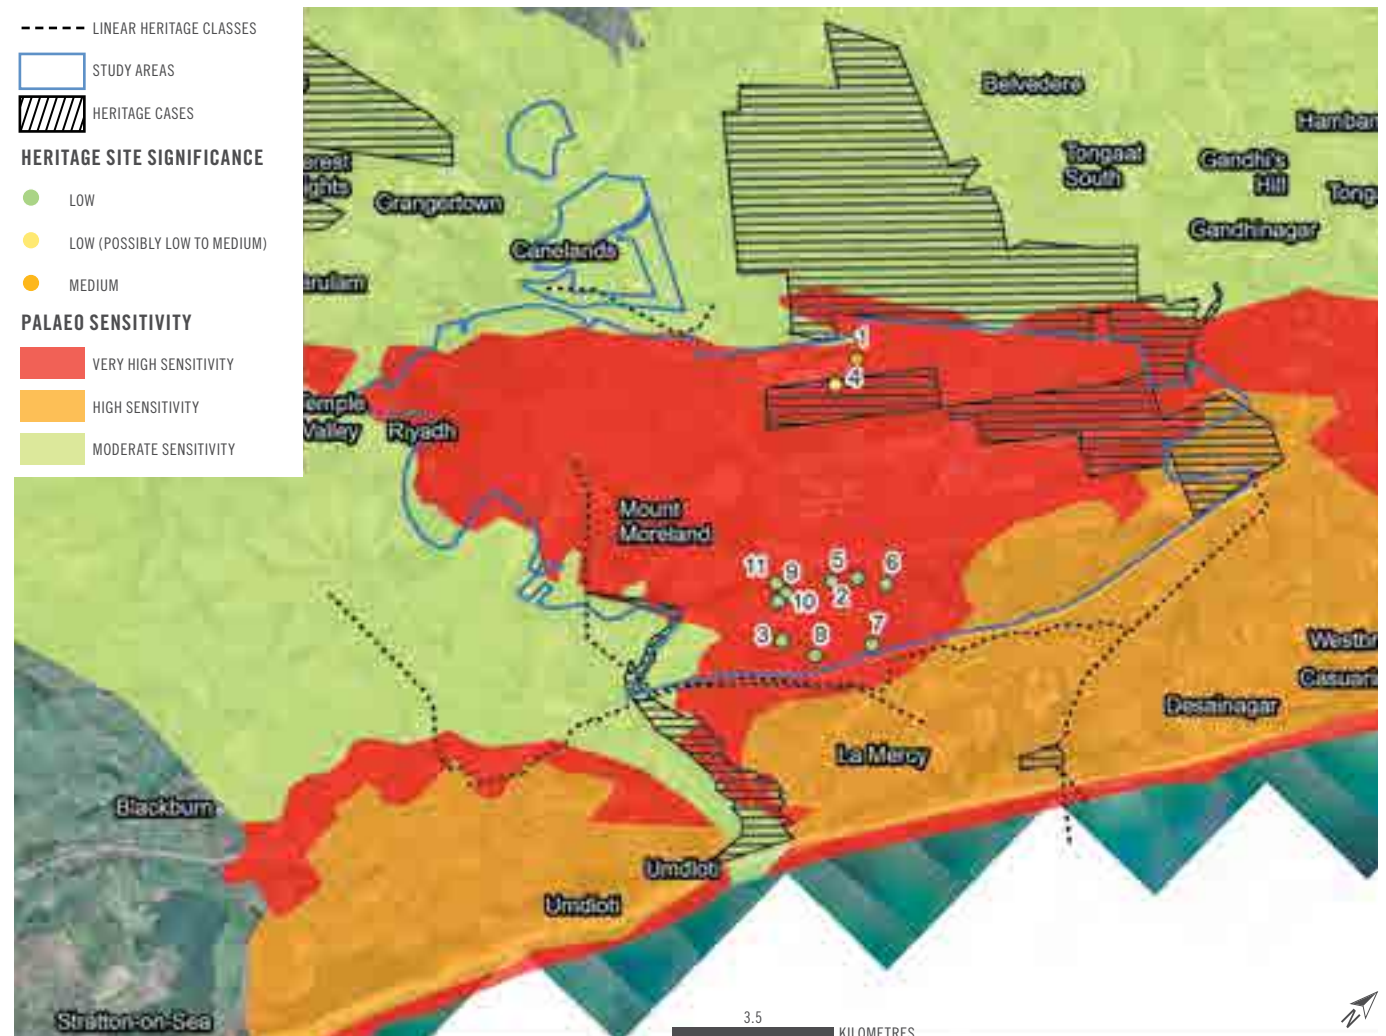 LINEAR HERITAGE CLASSES
STUDY AREAS
HERITAGE CASES
HERITAGE SITE SIGNIFICANCE
LOW
LOW (POSSIBLY LOW TO MEDIUM)
MEDIUM
PALAEO SENSITIVITY
VERY HIGH SENSITIVITY
HIGH SENSITIVITY
MODERATE SENSITIVITY
Belvedere
Tongaat
South
Gandhi's
Hill
Gandhinagar
Grangertown
Canelands
Valley
Riyadh
1
4
Mount
Moreland
11
9
5
6
10
2
3
8
7
La Mercy
Desainagar
Blackburn
Umdloti
Umdloti
Stratton-on-Sea
3.5
KILOMETRES
N